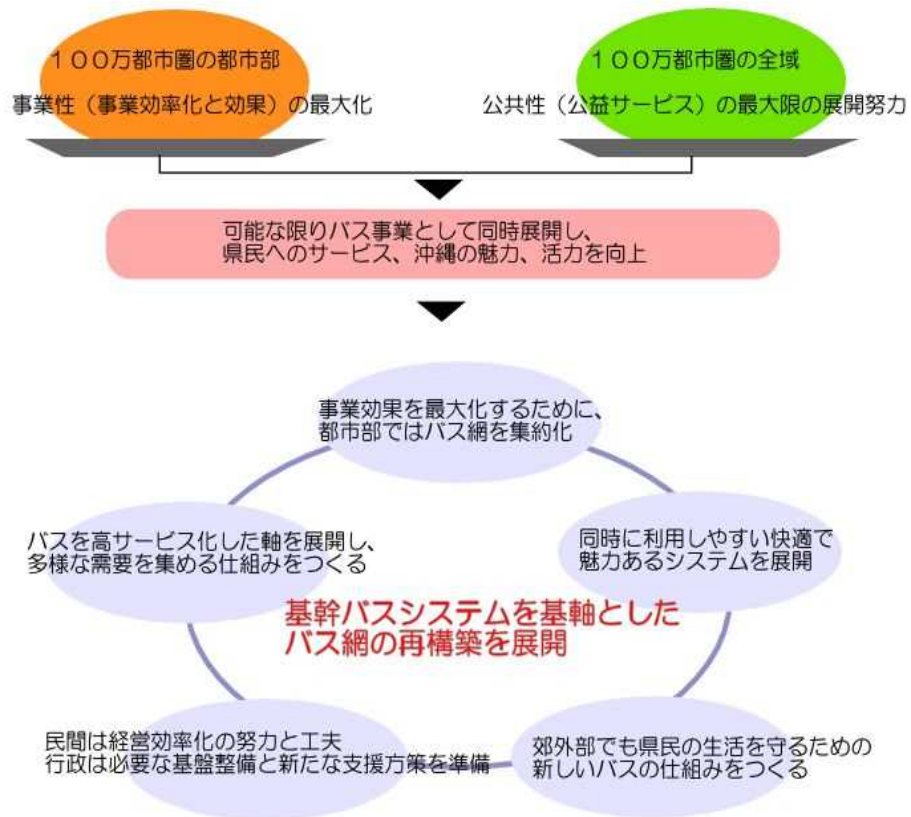 １００万都市圏の都市部
事業性（事業効率化と効果）の最大化
１００万都市圏の全域
公共性（公益サービス）の最大限の展開努力
可能な限りバス事業として同時展開し、
県民へのサービス、沖縄の魅力、活力を向上
事業効果を最大化するために、
都市部ではバス網を集約化
バスを高サービス化した軸を展開し、
多様な需要を集める仕組みをつくる
同時に利用しやすい快適で
魅力あるシステムを展開
基幹バスシステムを基軸とした
バス網の再構築を展開
民間は経営効率化の努力と工夫
行政は必要な基盤整備と新たな支援方策を準備
郊外部でも県民の生活を守るための
新しいバスの仕組みをつくる